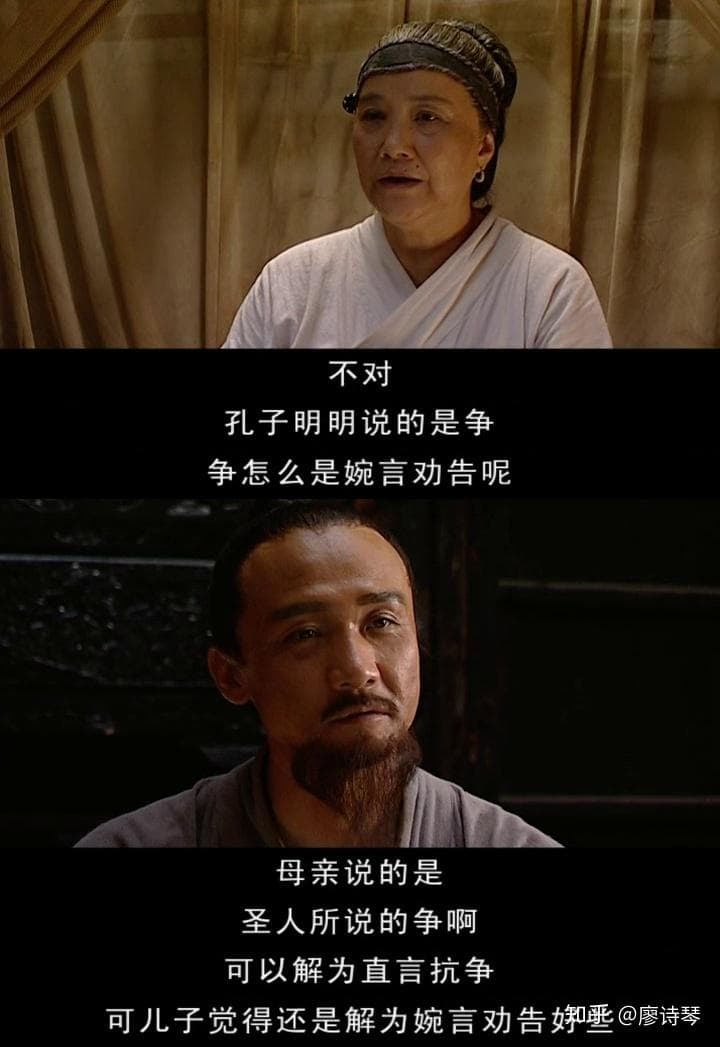 不对
孔子明明说的是争
争怎么是婉言劝告呢
母亲说的是
圣人所说的争啊
可以解为直言抗争
可儿子觉得还是解为婉言劝告好些
知乎 @廖诗琴